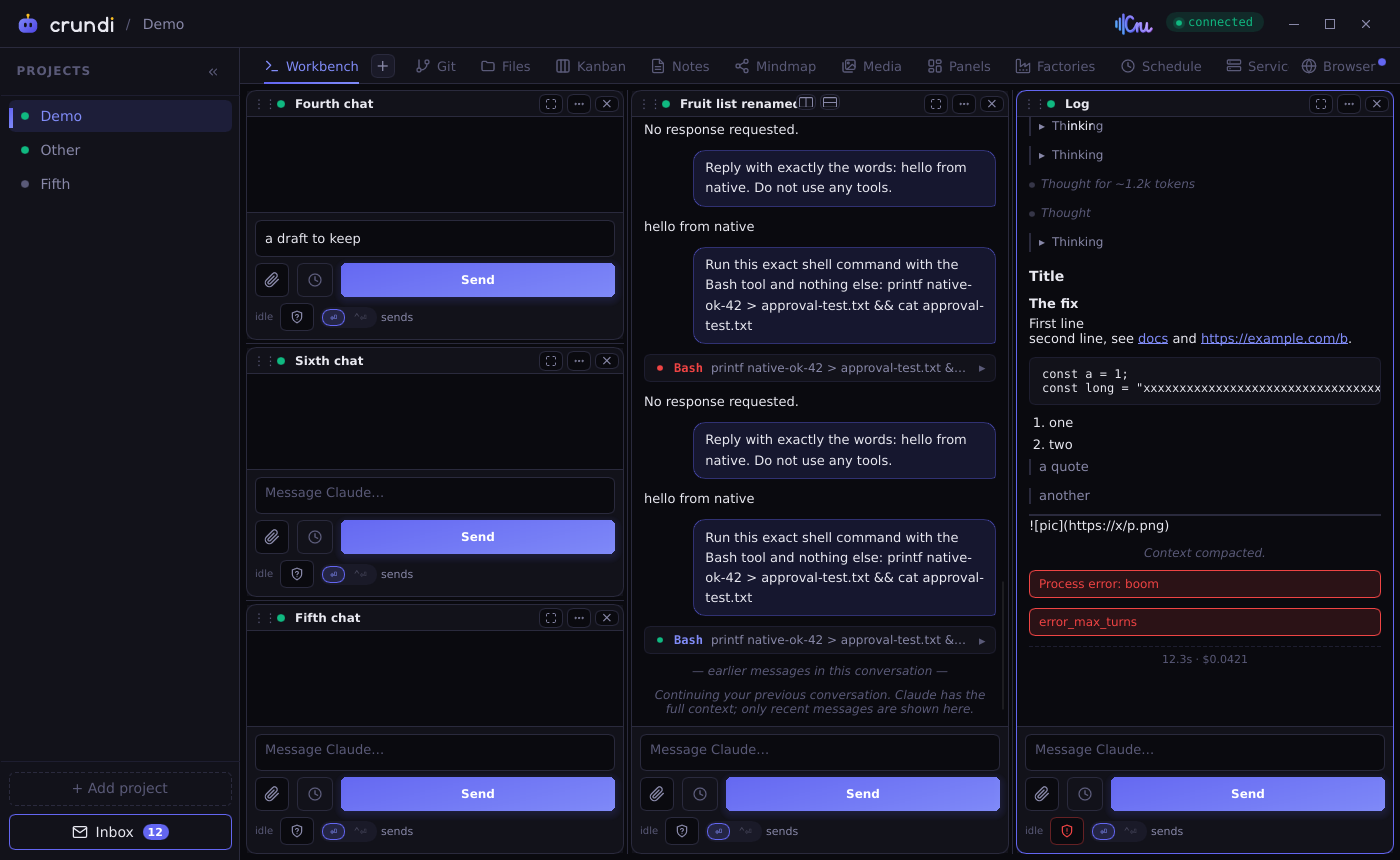 crundi / Demo
Cru
connected
PROJECTS «
Demo
Other
Fifth
+ Add project
Inbox 12
Workbench + Git Files Kanban Notes Mindmap Media Panels Factories Schedule Servic Browser
Fourth chat
a draft to keep
Send
idle sends
Sixth chat
Message Claude...
Send
idle sends
Fifth chat
Message Claude...
Send
idle sends
Fruit list renamed
No response requested.
Reply with exactly the words: hello from
native. Do not use any tools.
hello from native
Run this exact shell command with the
Bash tool and nothing else: printf native-
ok-42 > approval-test.txt && cat approval-
test.txt
Bash printf native-ok-42 > approval-test.txt &...
No response requested.
Reply with exactly the words: hello from
native. Do not use any tools.
hello from native
Run this exact shell command with the
Bash tool and nothing else: printf native-
ok-42 > approval-test.txt && cat approval-
test.txt
Bash printf native-ok-42 > approval-test.txt &...
— earlier messages in this conversation —
Continuing your previous conversation. Claude has the
full context; only recent messages are shown here.
Message Claude...
Send
idle sends
Log
Thinking
Thinking
Thought for ~1.2k tokens
Thought
Thinking
Title
The fix
First line
second line, see docs and https://example.com/b.
const a = 1;
const long = "xxxxxxxxxxxxxxxxxxxxxxxxxxxxxxxxx
1. one
2. two
a quote
another
![pic](https://x/p.png)
Context compacted.
Process error: boom
error_max_turns
12.3s · $0.0421
Message Claude...
Send
idle sends